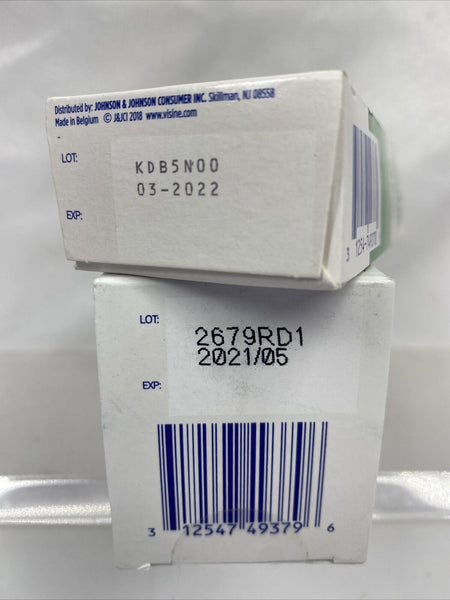 Distributed by: JOHNSON & JOHNSON CONSUMER INC. Skillman, NJ 08558
Made in Belgium © J&JCI 2018 www.visine.com
LOT:
KDB5N00
03-2022
EXP:
3
LOT:
2679RD1
2021/05
EXP:
3 12547 49379 6